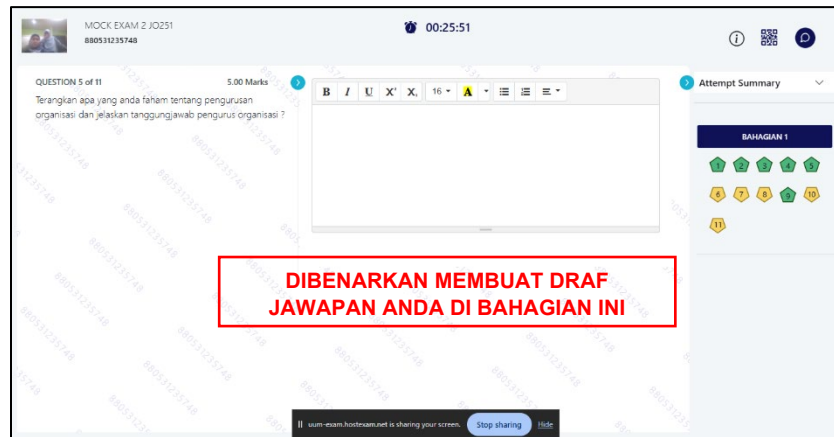 MOCK EXAM 2 JO251
880531235748
00:25:51
QUESTION 5 of 11
5.00 Marks
Terangkan apa yang anda faham tentang pengurusan
organisasi dan jelaskan tanggungjawab pengurus organisasi ?
B I U X² X₂ 16 A
Attempt Summary
BAHAGIAN 1
1 2 3 4 5
6 7 8 9 10
11
DIBENARKAN MEMBUAT DRAF
JAWAPAN ANDA DI BAHAGIAN INI
uum-exam.hostexam.net is sharing your screen.
Stop sharing
Hide